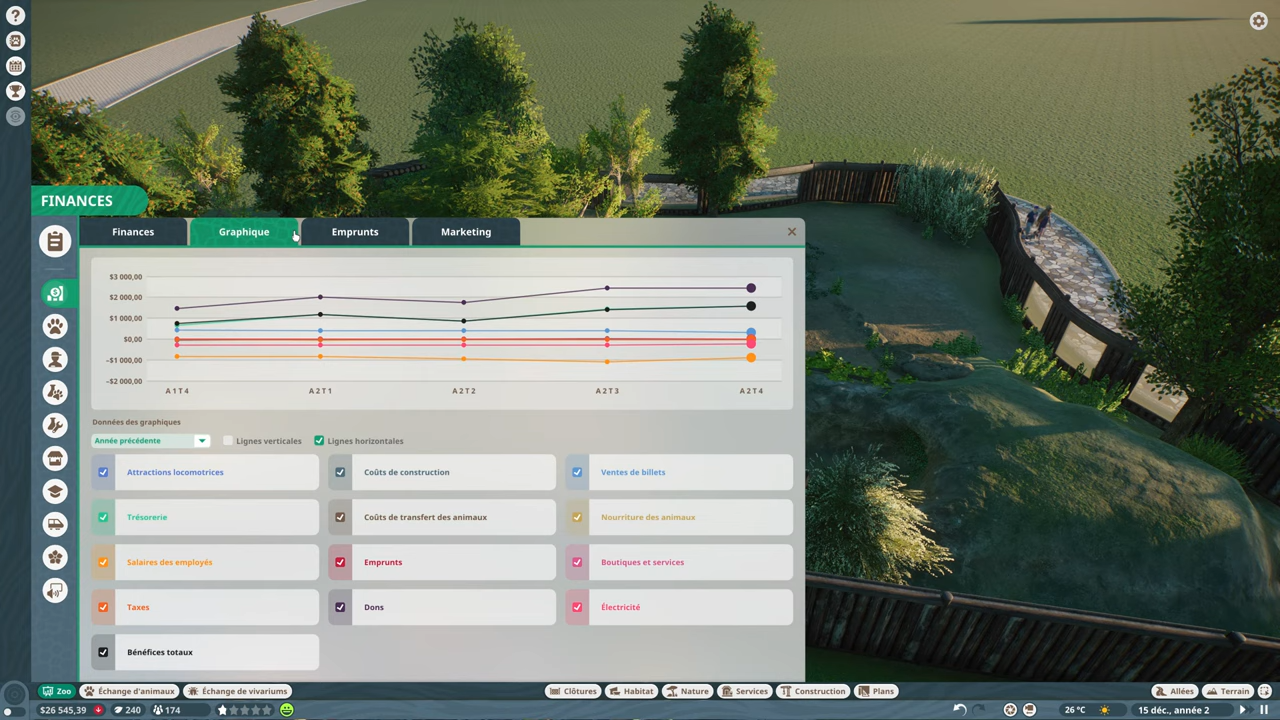 FINANCES
Finances
Graphique
Emprunts
Marketing
$3 000,00
$2 000,00
$1 000,00
$0,00
-$1 000,00
-$2 000,00
A1T4
A2T1
A2T2
A2T3
A2T4
Données des graphiques
Année précédente
Lignes verticales
Lignes horizontales
Attractions locomotrices
Coûts de construction
Ventes de billets
Trésorerie
Coûts de transfert des animaux
Nourriture des animaux
Salaires des employés
Emprunts
Boutiques et services
Taxes
Dons
Électricité
Bénéfices totaux
Zoo
Échange d'animaux
Échange de vivariums
Clôtures
Habitat
Nature
Services
Construction
Plans
Allées
Terrain
$26 545,39
240
174
26 °C
15 déc., année 2